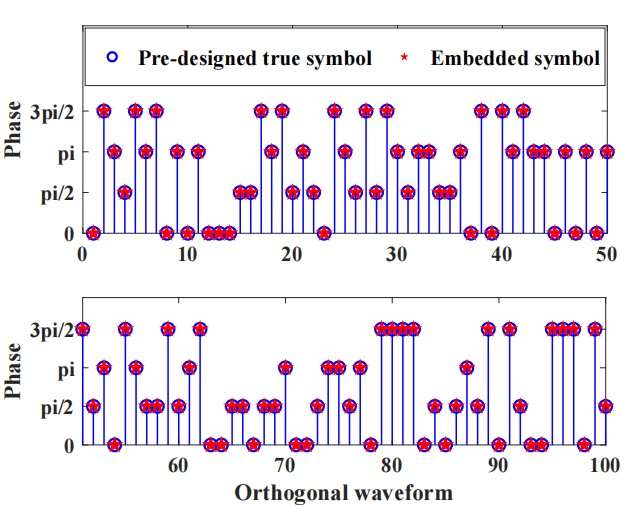 Pre-designed true symbol Embedded symbol
Phase
3pi/2
pi
pi/2
0
0 10 20 30 40 50
Phase
3pi/2
pi
pi/2
0
60 70 80 90 100
Orthogonal waveform